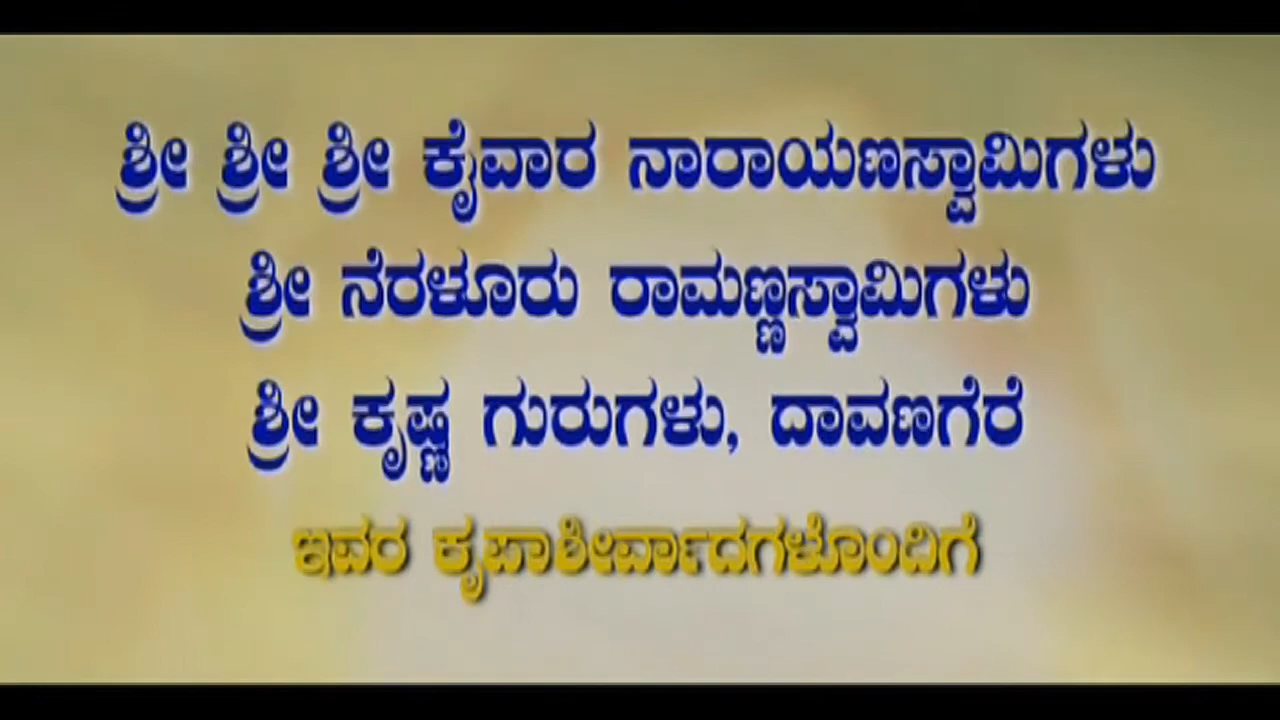 ಶ್ರೀ ಶ್ರೀ ಶ್ರೀ ಕೈವಾರ ನಾರಾಯಣಸ್ವಾಮಿಗಳು
ಶ್ರೀ ನೆರಳೂರು ರಾಮಣ್ಣಸ್ವಾಮಿಗಳು
ಶ್ರೀ ಕೃಷ್ಣ ಗುರುಗಳು, ದಾವಣಗೆರೆ
ಇವರ ಕೃಪಾಶೀರ್ವಾದಗಳೊಂದಿಗೆ